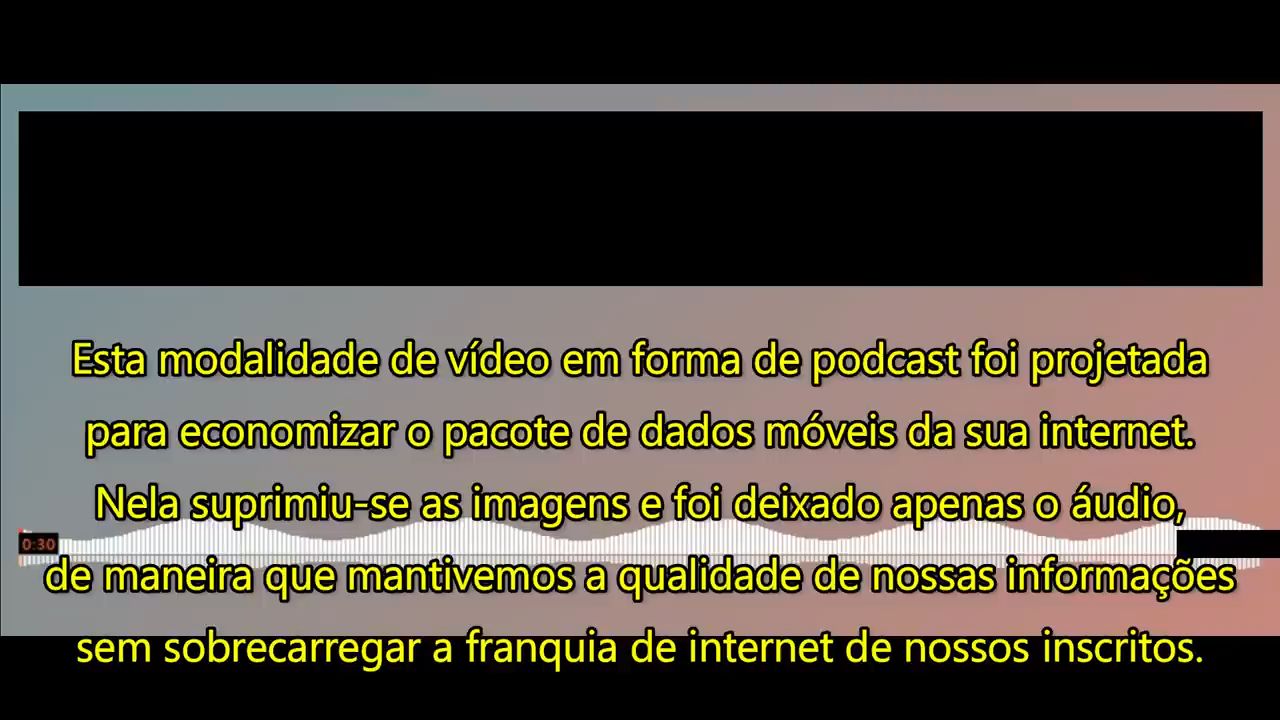 Esta modalidade de vídeo em forma de podcast foi projetada
para economizar o pacote de dados móveis da sua internet.
Nela suprimiu-se as imagens e foi deixado apenas o áudio,
0:30
de maneira que mantivemos a qualidade de nossas informações
sem sobrecarregar a franquia de internet de nossos inscritos.